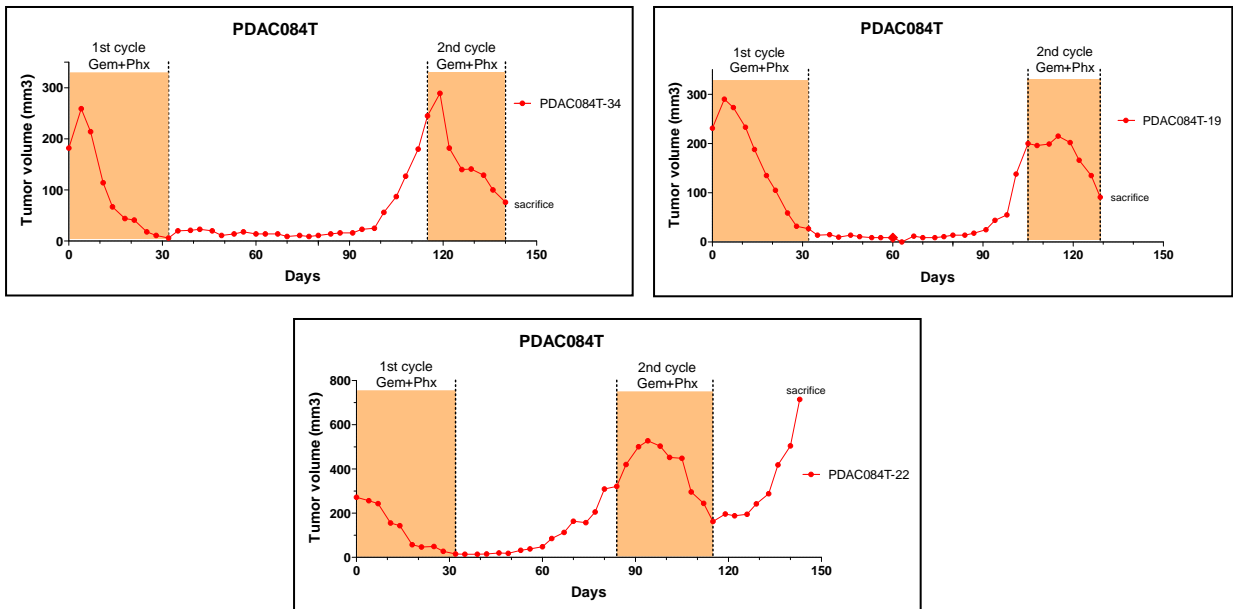 PDAC084T
1st cycle
Gem+Phx
2nd cycle
Gem+Phx
Tumor volume (mm3)
300
200
100
0
0 30 60 90 120 150
Days
PDAC084T-34
sacrifice
PDAC084T
1st cycle
Gem+Phx
2nd cycle
Gem+Phx
Tumor volume (mm3)
300
200
100
0
0 30 60 90 120 150
Days
PDAC084T-19
sacrifice
PDAC084T
1st cycle
Gem+Phx
2nd cycle
Gem+Phx
Tumor volume (mm3)
800
600
400
200
0
0 30 60 90 120 150
Days
sacrifice
PDAC084T-22